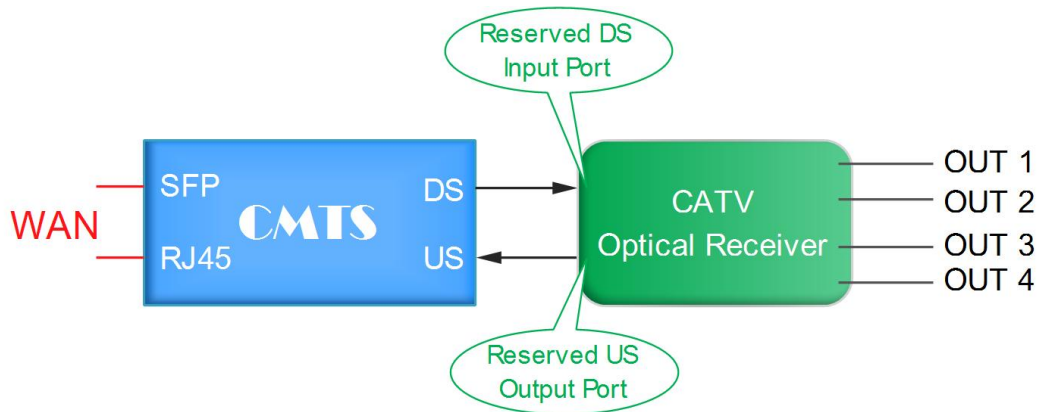 Reserved DS
Input Port
WAN
SFP
RJ45
CMTS
DS
US
CATV
Optical Receiver
OUT 1
OUT 2
OUT 3
OUT 4
Reserved US
Output Port